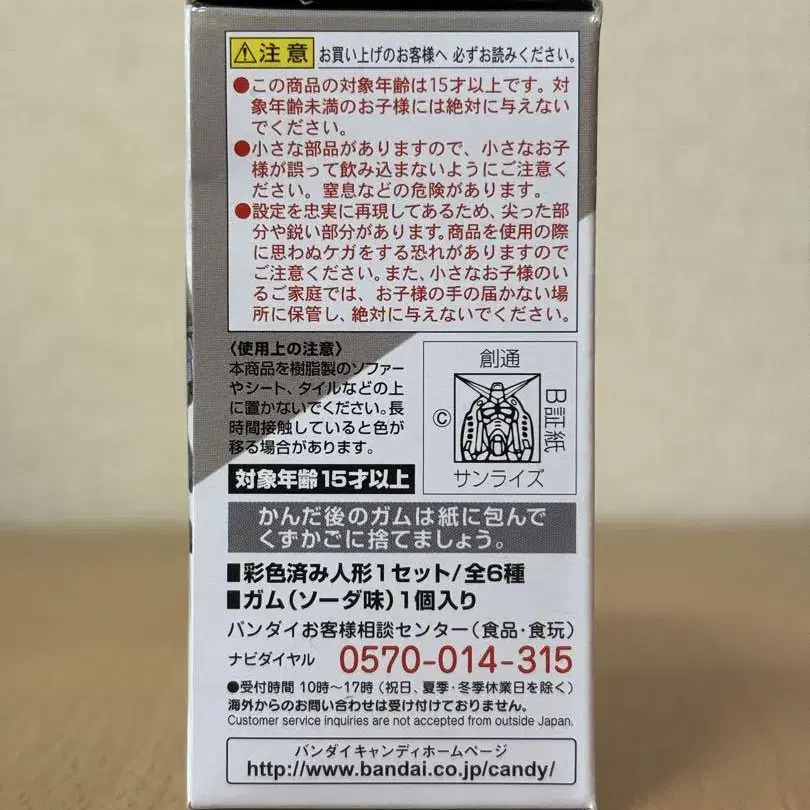 ⚠注意 お買い上げのお客様へ 必ずお読みください。
●この商品の対象年齢は15才以上です。対
象年齢未満のお子様には絶対に与えない
でください。
●小さな部品がありますので、小さなお子
様が誤って飲み込まないようにご注意く
ださい。窒息などの危険があります。
●設定を忠実に再現してあるため、尖った部
分や鋭い部分があります。商品を使用の際
に思わぬケガをする恐れがありますので
ご注意ください。また、小さなお子様のい
るご家庭では、お子様の手の届かない場
所に保管し、絶対に与えないでください。
〈使用上の注意〉
本商品を樹脂製のソファー
やシート、タイルなどの上
に置かないでください。長
時間接触していると色が
移る場合があります。
対象年齢15才以上
創通
©
サンライズ
B証紙
かんだ後のガムは紙に包んで
くずかごに捨てましょう。
■彩色済み人形1セット/全6種
■ガム(ソーダ味)1個入り
バンダイお客様相談センター(食品・食玩)
ナビダイヤル 0570-014-315
●受付時間 10時〜17時(祝日、夏季・冬季休業日を除く)
海外からのお問い合わせは受け付けておりません。
Customer service inquiries are not accepted from outside Japan.
バンダイキャンディホームページ
http://www.bandai.co.jp/candy/